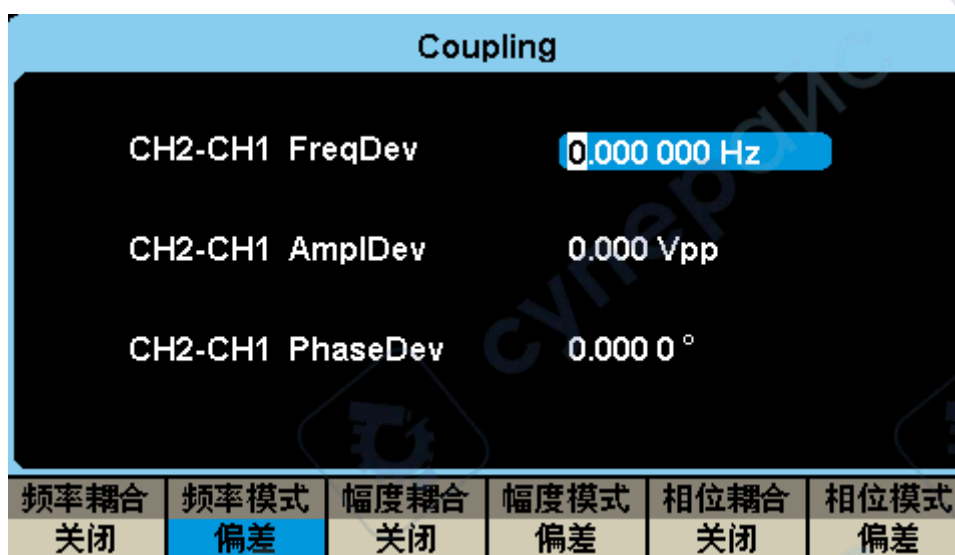 Coupling
CH2-CH1 FreqDev 0.000 000 Hz
CH2-CH1 AmplDev 0.000 Vpp
CH2-CH1 PhaseDev 0.000 0 °
频率耦合 频率模式 幅度耦合 幅度模式 相位耦合 相位模式
关闭 偏差 关闭 偏差 关闭 偏差
суперайс